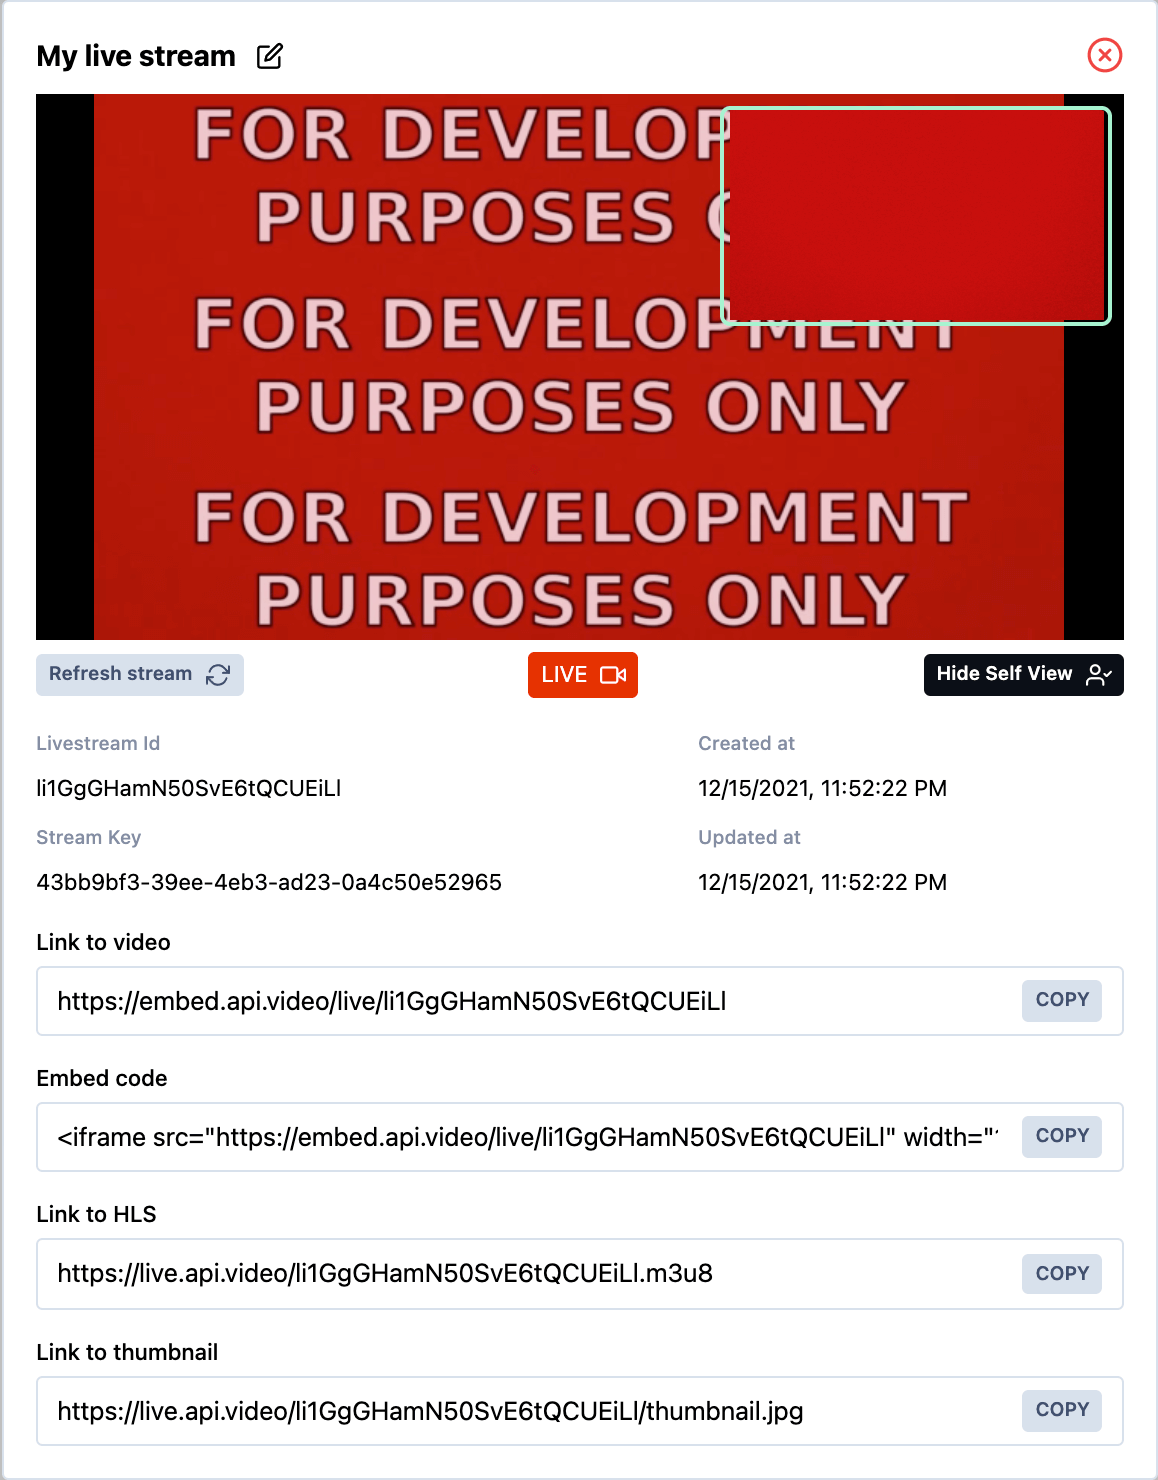 My live stream
FOR DEVELOP
PURPOSES
FOR DEVELOPMENT
PURPOSES ONLY
FOR DEVELOPMENT
PURPOSES ONLY
Refresh stream
LIVE
Hide Self View
Livestream Id
Created at
li1GgGHamN50SvE6tQCUEiLl
12/15/2021, 11:52:22 PM
Stream Key
Updated at
43bb9bf3-39ee-4eb3-ad23-0a4c50e52965
12/15/2021, 11:52:22 PM
Link to video
https://embed.api.video/live/li1GgGHamN50SvE6tQCUEiLl
COPY
Embed code
<iframe src="https://embed.api.video/live/li1GgGHamN50SvE6tQCUEiLl" width="
COPY
Link to HLS
https://live.api.video/li1GgGHamN50SvE6tQCUEiLl.m3u8
COPY
Link to thumbnail
https://live.api.video/li1GgGHamN50SvE6tQCUEiLl/thumbnail.jpg
COPY